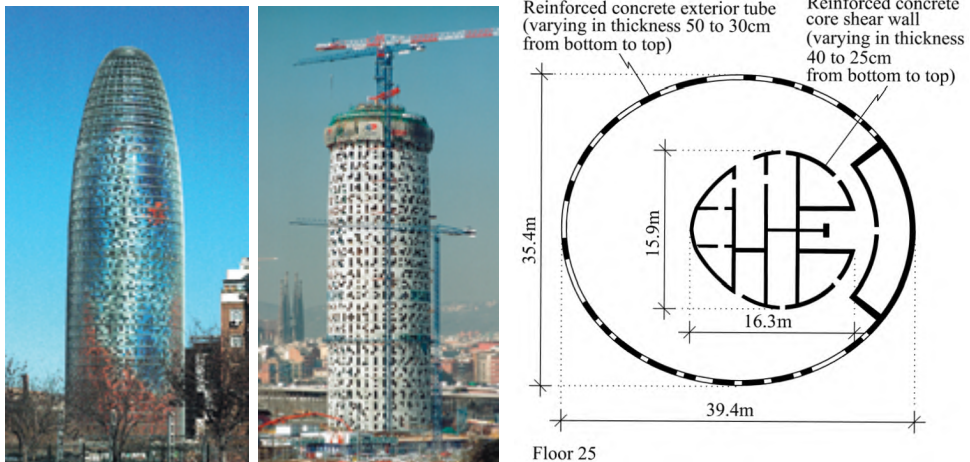 Reinforced concrete exterior tube
(varying in thickness 50 to 30cm
from bottom to top)
Reinforced concrete
core shear wall
(varying in thickness
40 to 25cm
from bottom to top)
35.4m
15.9m
16.3m
39.4m
Floor 25